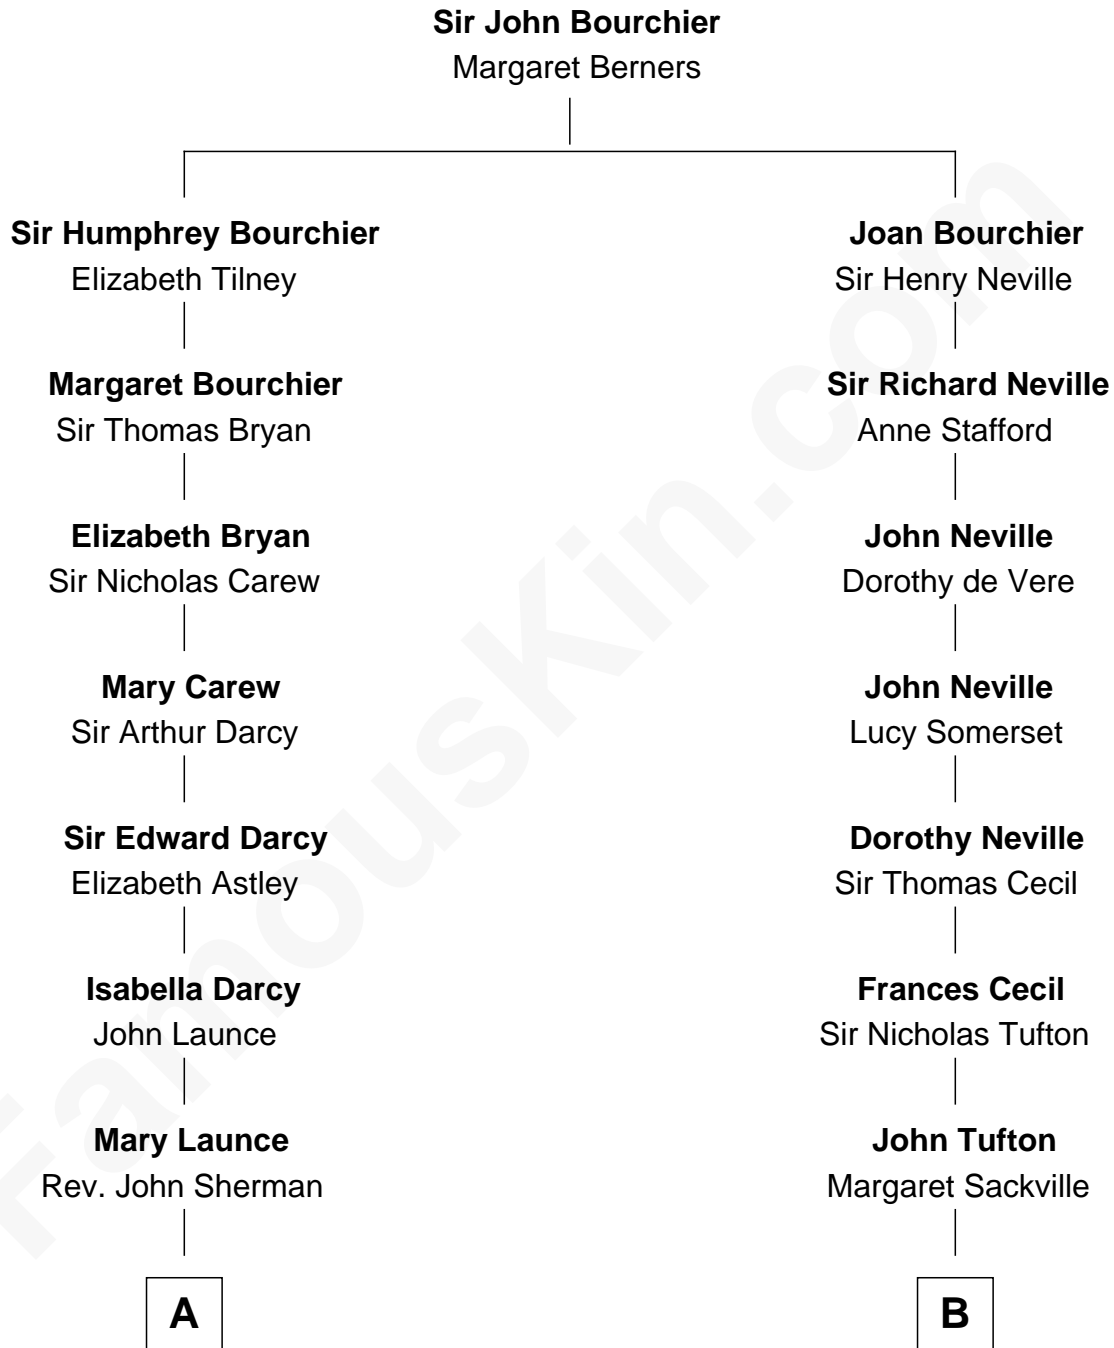 Sir John Bourchier
Margaret Berners
Sir Humphrey Bourchier
Elizabeth Tilney
Joan Bourchier
Sir Henry Neville
Margaret Bourchier
Sir Thomas Bryan
Sir Richard Neville
Anne Stafford
Elizabeth Bryan
Sir Nicholas Carew
John Neville
Dorothy de Vere
Mary Carew
Sir Arthur Darcy
John Neville
Lucy Somerset
Sir Edward Darcy
Elizabeth Astley
Dorothy Neville
Sir Thomas Cecil
Isabella Darcy
John Launce
Frances Cecil
Sir Nicholas Tufton
Mary Launce
Rev. John Sherman
John Tufton
Margaret Sackville
A
B
FamousKin.com